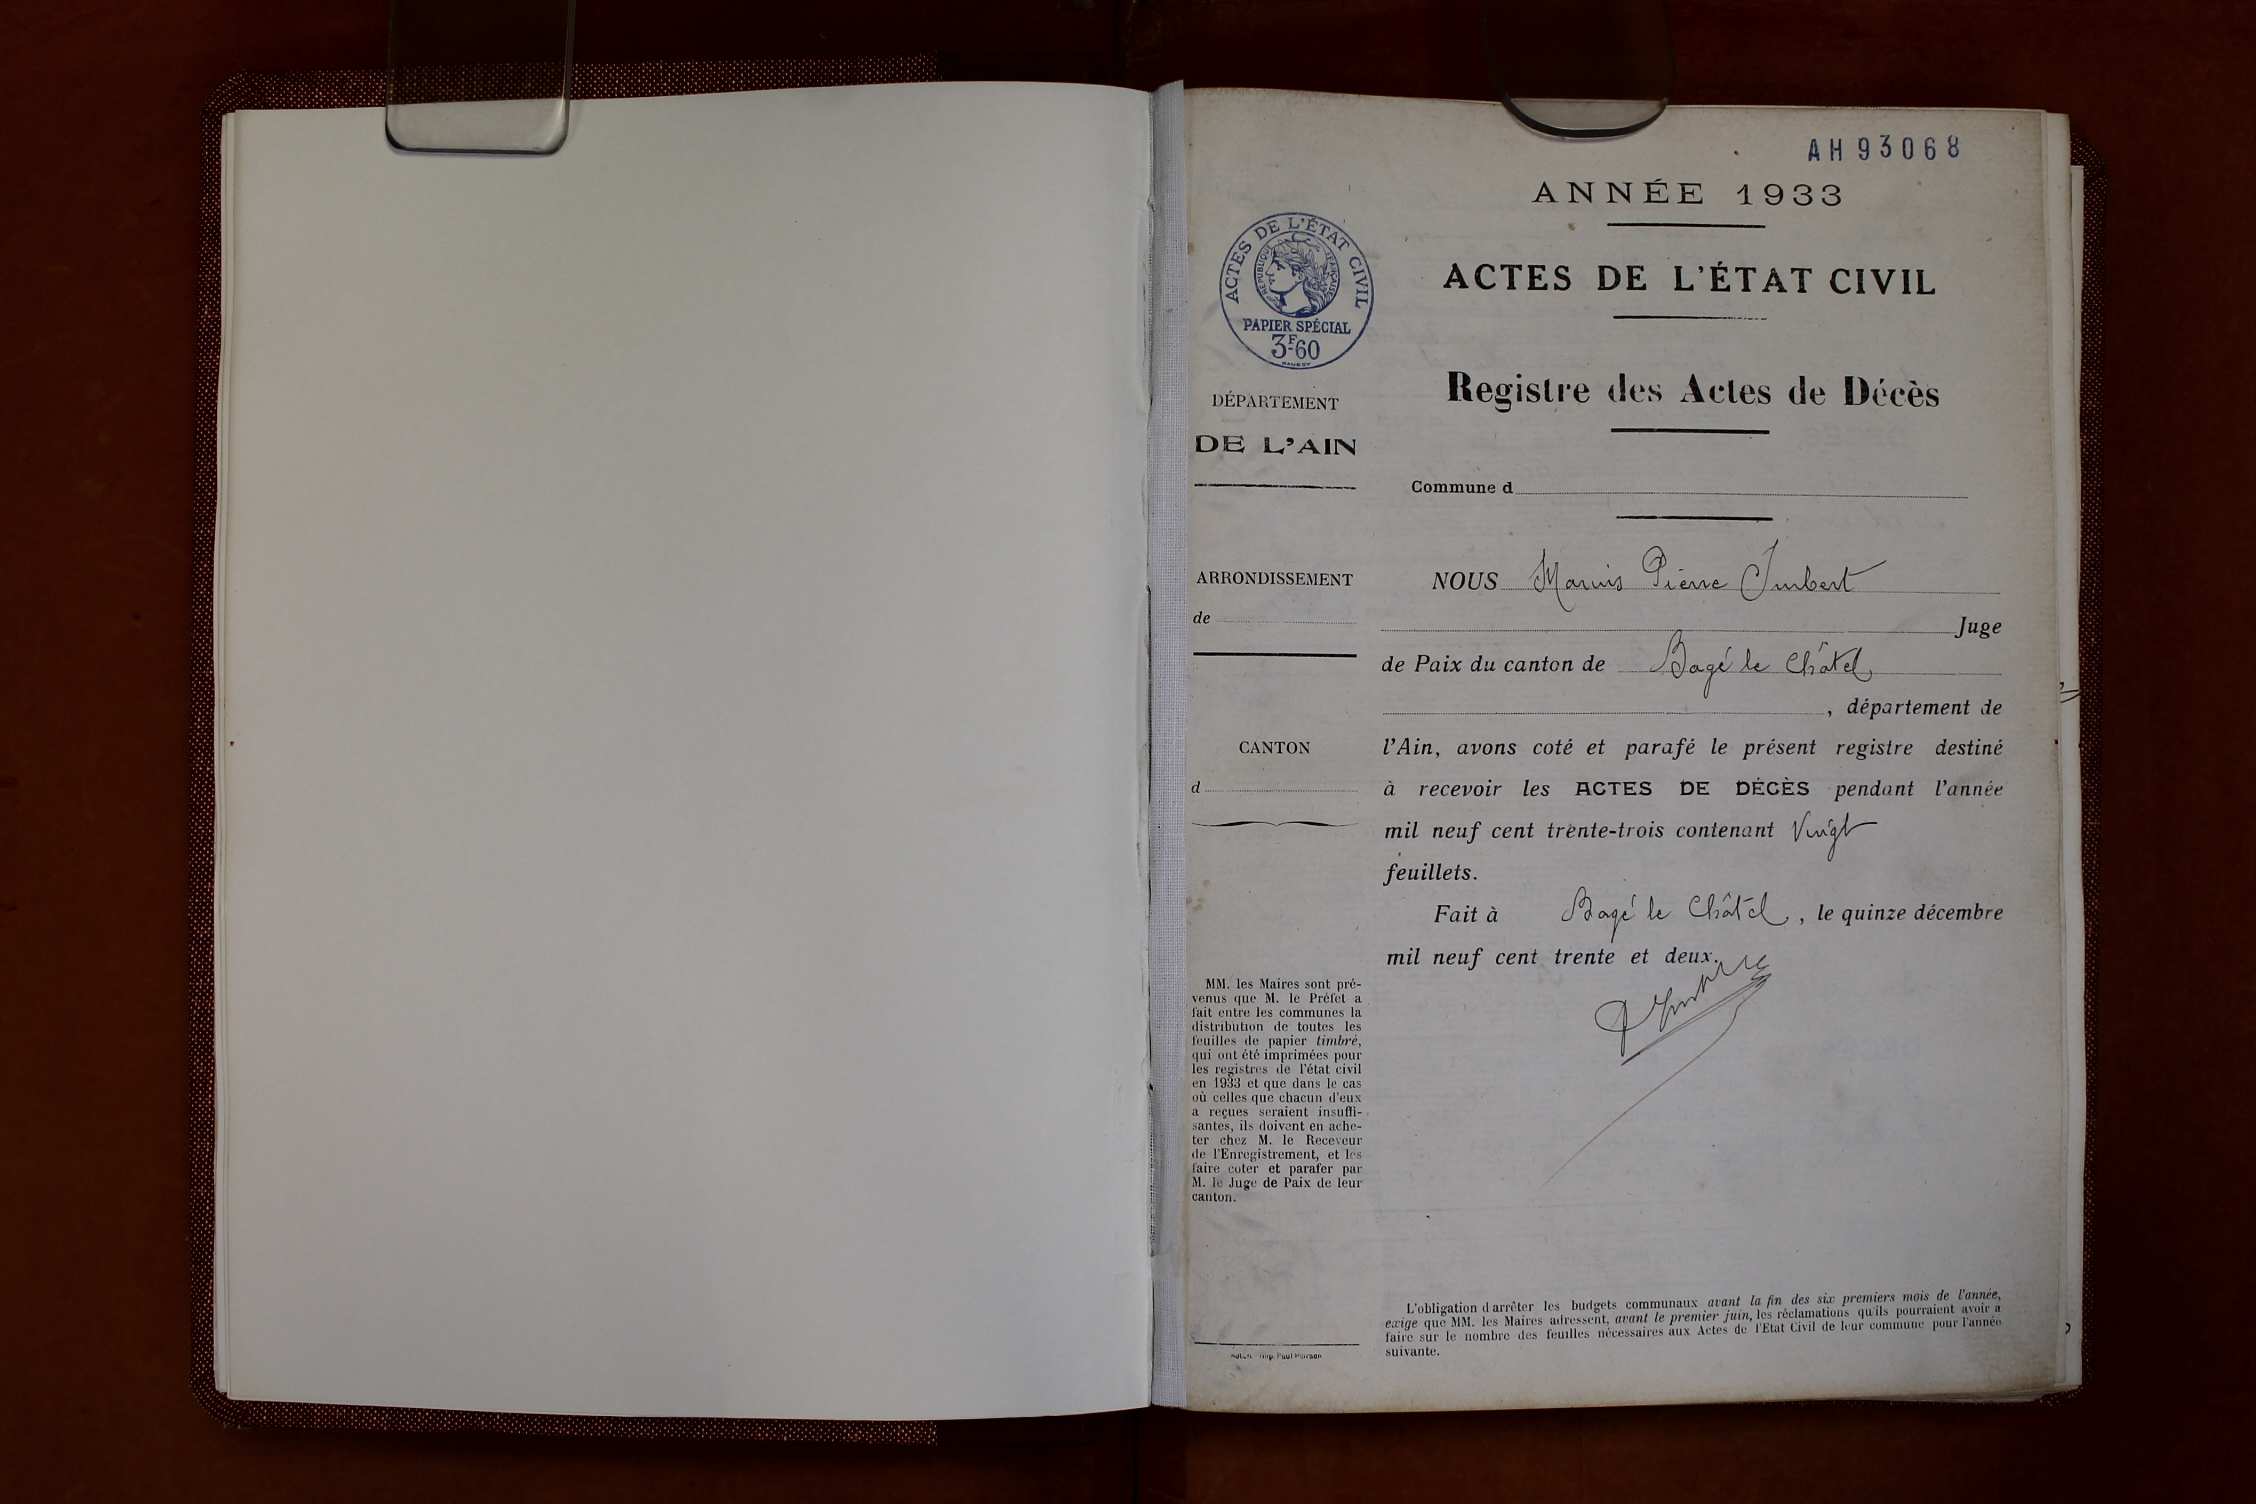 AH 93068
ANNÉE 1933
ACTES DE L'ÉTAT CIVIL
RÉPUBLIQUE FRANÇAISE
PAPIER SPÉCIAL
3F60
ACTES DE L'ÉTAT CIVIL
Registre des Actes de Décès
DÉPARTEMENT
DE L'AIN
Commune d
ARRONDISSEMENT
de
CANTON
d
NOUS Marius Pierre Imbert
Juge
de Paix du canton de Bagé le Châtel
, département de
l'Ain, avons coté et parafé le présent registre destiné
à recevoir les ACTES DE DÉCÈS pendant l'année
mil neuf cent trente-trois contenant Vingt
feuillets.
Fait à Bagé le Châtel, le quinze décembre
mil neuf cent trente et deux.
MM. les Maires sont pré-
venus que M. le Préfet a
fait entre les communes la
distribution de toutes les
feuilles de papier timbré,
qui ont été imprimées pour
les registres de l'état civil
en 1933 et que dans le cas
où celles que chacun d'eux
a reçues seraient insuffi-
santes, ils doivent en ache-
ter chez M. le Receveur
de l'Enregistrement, et les
faire coter et parafer par
M. le Juge de Paix de leur
canton.
L'obligation d'arrêter les budgets communaux avant la fin des six premiers mois de l'année,
exige que MM. les Maires adressent, avant le premier juin, les réclamations qu'ils pourraient avoir à
faire sur le nombre des feuilles nécessaires aux Actes de l'Etat Civil de leur commune pour l'année
suivante.